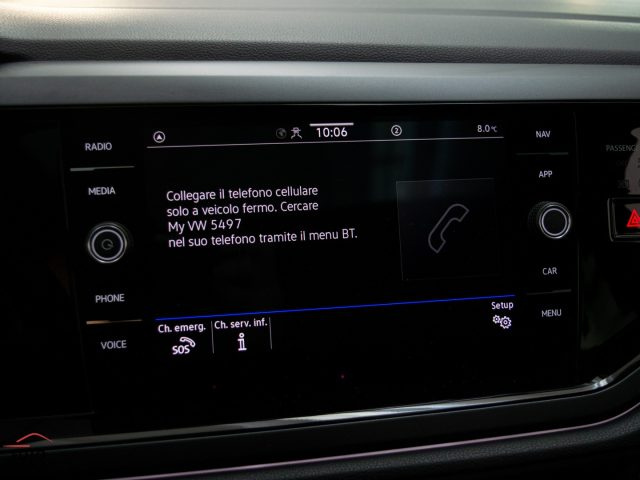 10:06
2
8.0°C
RADIO
MEDIA
PHONE
VOICE
Collegare il telefono cellulare
solo a veicolo fermo. Cercare
My VW 5497
nel suo telefono tramite il menu BT.
Ch. emerg.
SOS
Ch. serv. inf.
i
Setup
NAV
APP
CAR
MENU